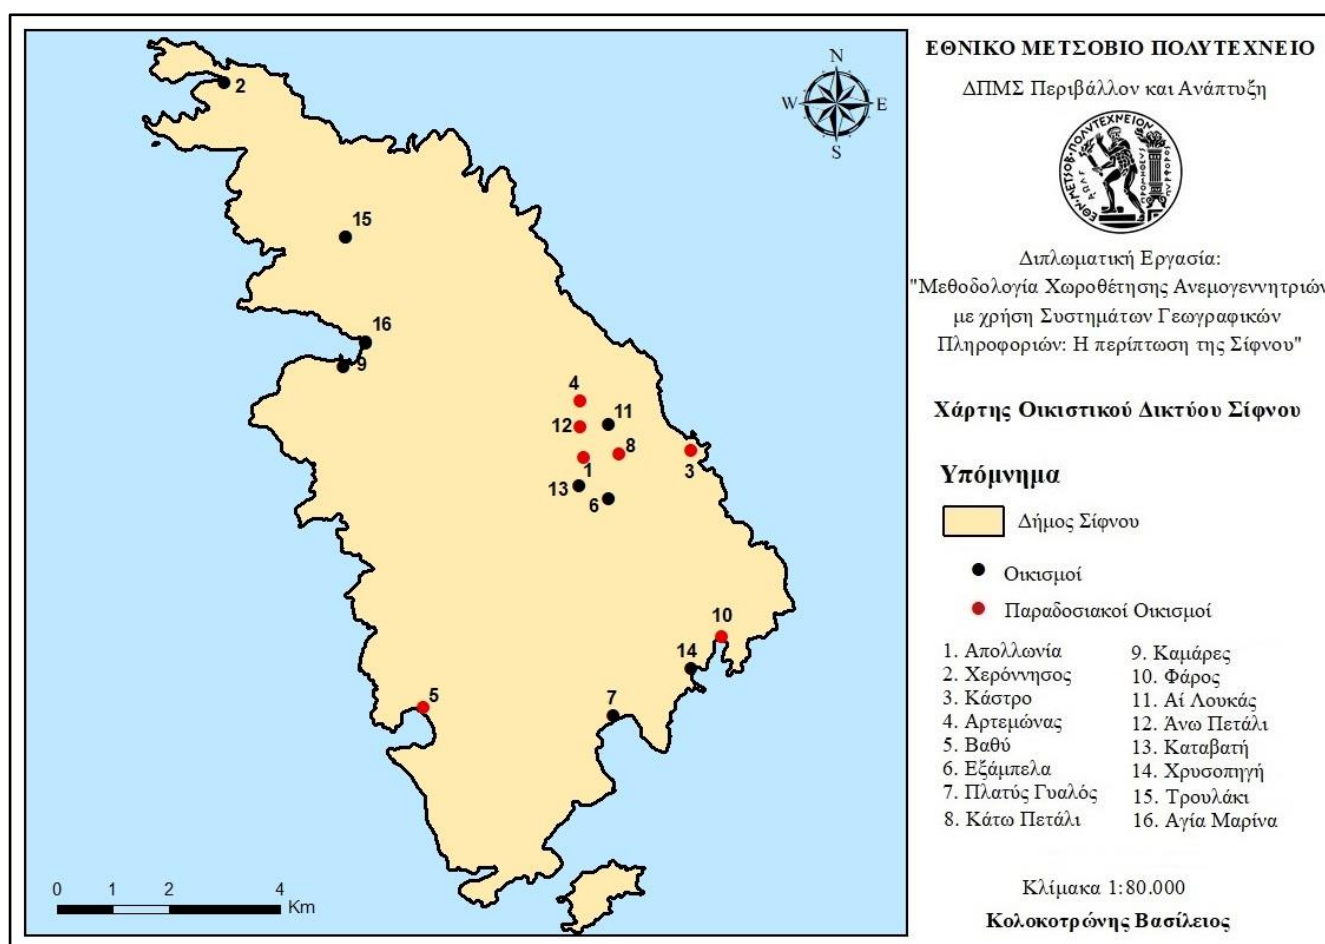 N
W
E
S
2
15
16
9
4
11
12
8
3
1
13
6
10
14
5
7
0
1
2
4
Km
ΕΘΝΙΚΟ ΜΕΤΣΟΒΙΟ ΠΟΛΥΤΕΧΝΕΙΟ
ΔΠΜΣ Περιβάλλον και Ανάπτυξη
ΕΘΝ·ΜΕΤΣΟΒ·ΠΟΛΥΤΕΧΝΕΙΟΝ
Διπλωματική Εργασία:
"Μεθοδολογία Χωροθέτησης Ανεμογεννητριών
με χρήση Συστημάτων Γεωγραφικών
Πληροφοριών: Η περίπτωση της Σίφνου"
Χάρτης Οικιστικού Δικτύου Σίφνου
Υπόμνημα
Δήμος Σίφνου
Οικισμοί
Παραδοσιακοί Οικισμοί
1. Απολλωνία
2. Χερόννησος
3. Κάστρο
4. Αρτεμώνας
5. Βαθύ
6. Εξάμπελα
7. Πλατύς Γυαλός
8. Κάτω Πετάλι
9. Καμάρες
10. Φάρος
11. Αί Λουκάς
12. Άνω Πετάλι
13. Καταβατή
14. Χρυσοπηγή
15. Τρουλάκι
16. Αγία Μαρίνα
Κλίμακα 1:80.000
Κολοκοτρώνης Βασίλειος